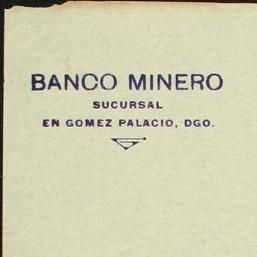 BANCO MINERO
SUCURSAL
EN GOMEZ PALACIO, DGO.